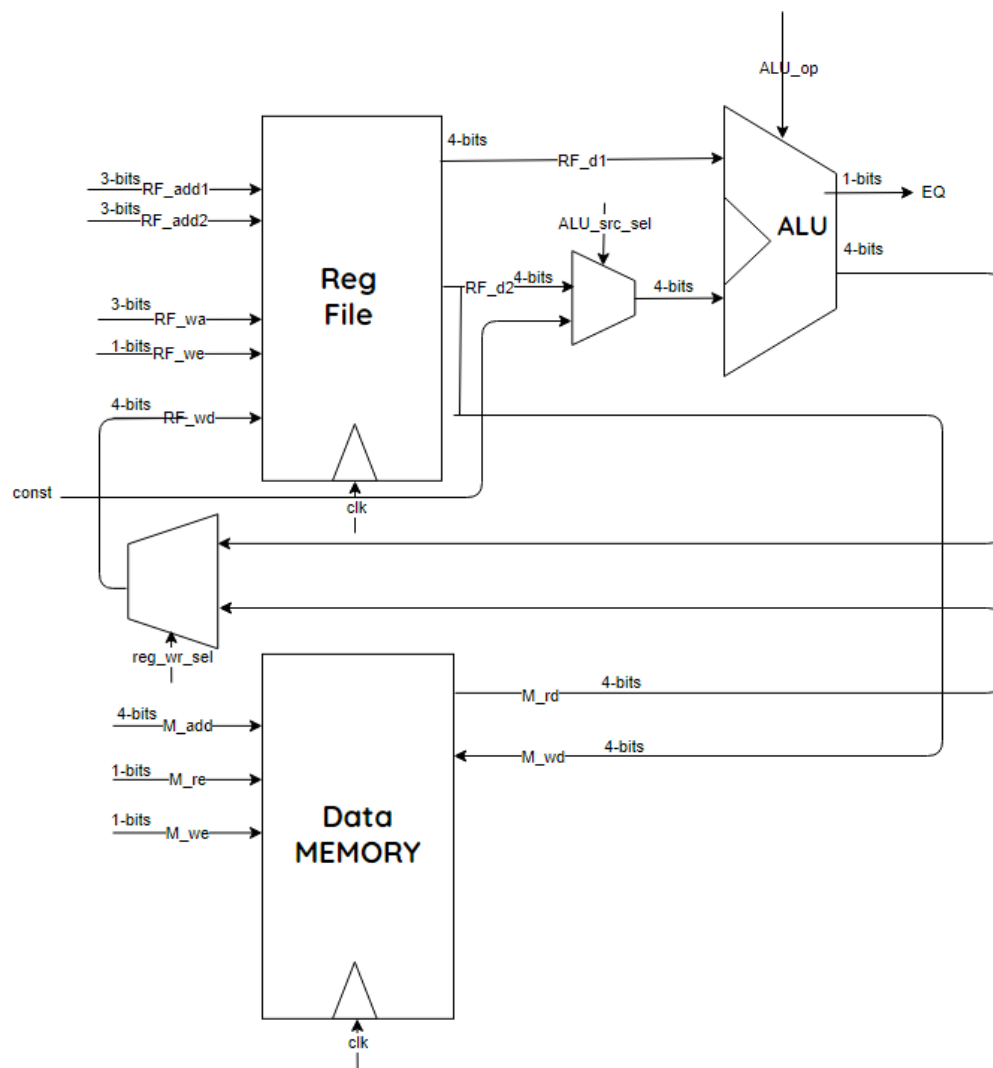 ALU_op
4-bits
RF_d1
3-bits
RF_add1
3-bits
RF_add2
1-bits
EQ
ALU_src_sel
ALU
4-bits
Reg
File
RF_d2
4-bits
4-bits
3-bits
RF_wa
1-bits
RF_we
4-bits
RF_wd
const
clk
reg_wr_sel
M_rd
4-bits
4-bits
M_add
M_wd
4-bits
1-bits
M_re
Data
MEMORY
1-bits
M_we
clk